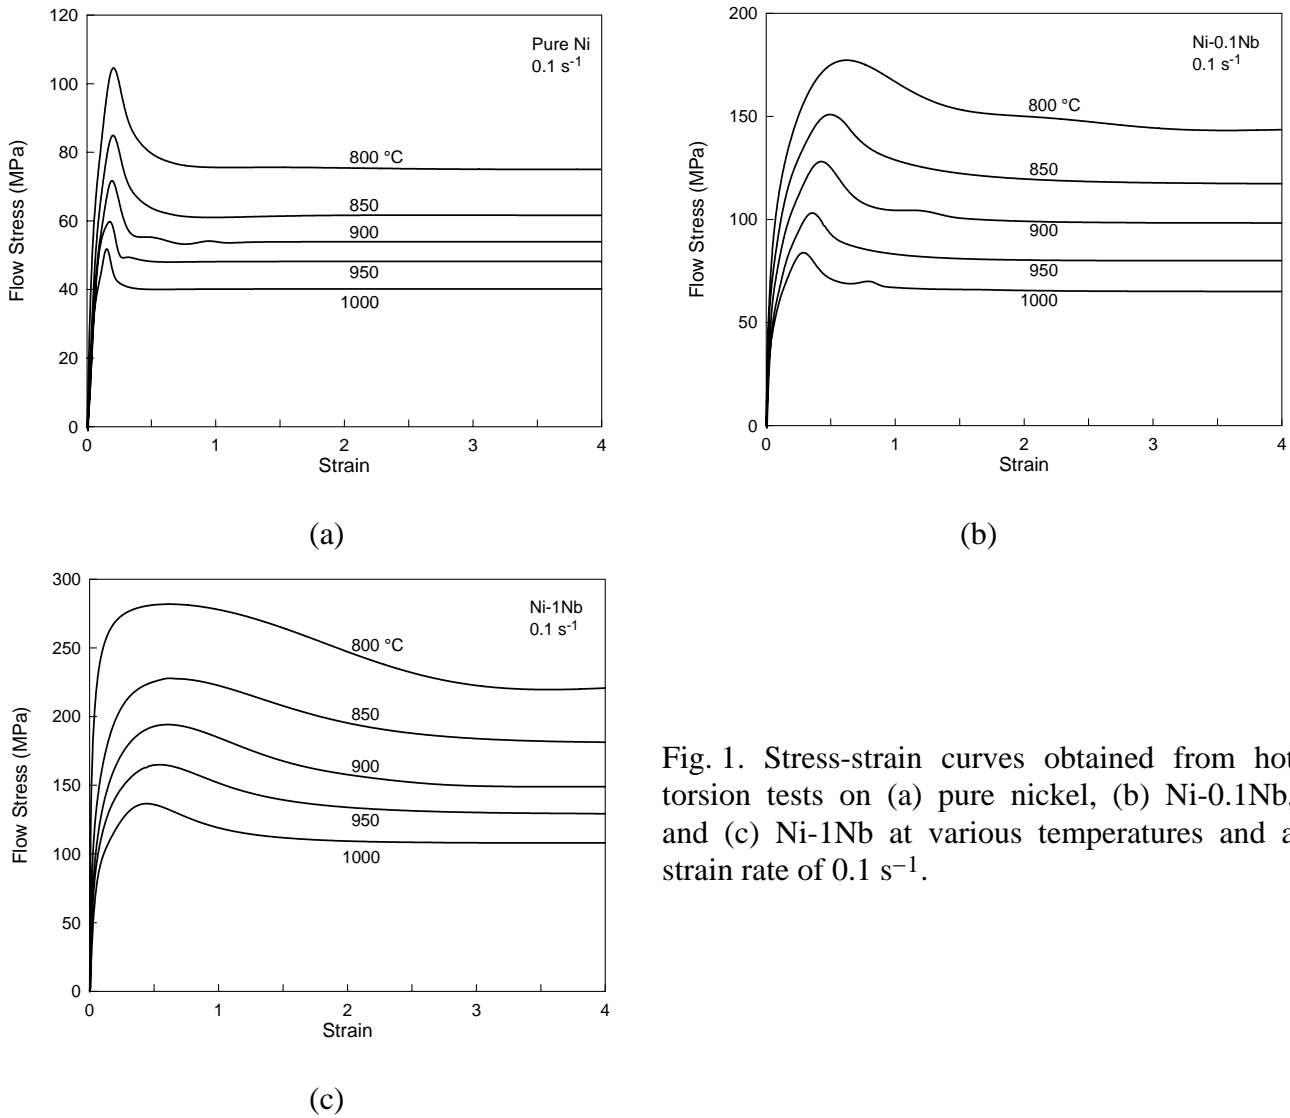 120
100
80
60
40
20
0
Flow Stress (MPa)
Pure Ni
0.1 s-1
800 °C
850
900
950
1000
0 1 2 3 4
Strain
(a)
200
150
100
50
0
Flow Stress (MPa)
Ni-0.1Nb
0.1 s-1
800 °C
850
900
950
1000
0 1 2 3 4
Strain
(b)
300
250
200
150
100
50
0
Flow Stress (MPa)
Ni-1Nb
0.1 s-1
800 °C
850
900
950
1000
0 1 2 3 4
Strain
(c)
Fig. 1. Stress-strain curves obtained from hot
torsion tests on (a) pure nickel, (b) Ni-0.1Nb,
and (c) Ni-1Nb at various temperatures and a
strain rate of 0.1 s−1.